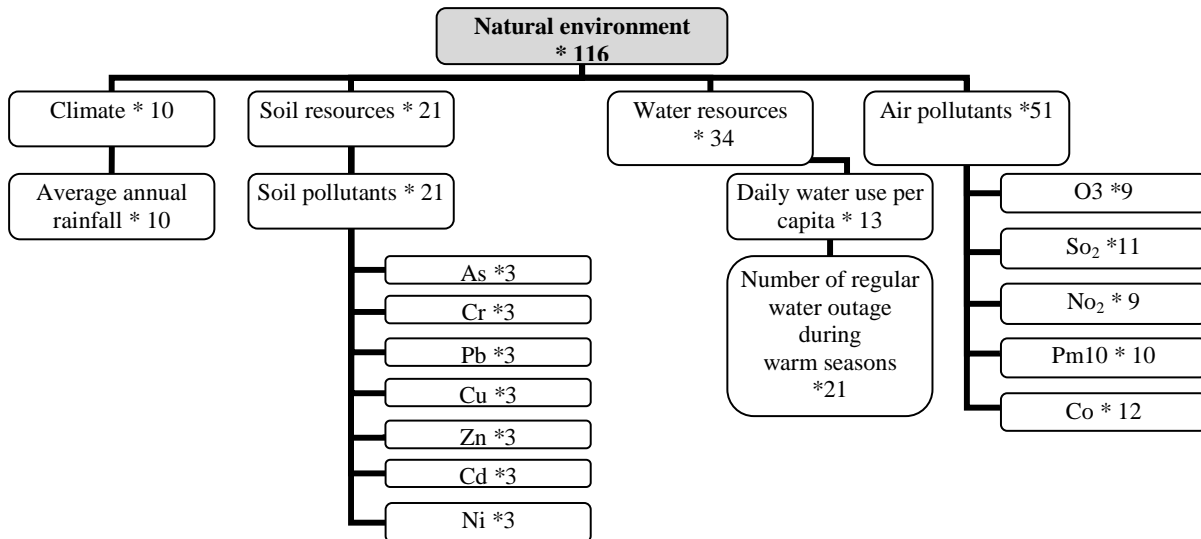 Natural environment
* 116
Climate * 10
Soil resources * 21
Water resources
* 34
Air pollutants *51
Average annual
rainfall * 10
Soil pollutants * 21
Daily water use per
capita * 13
Number of regular
water outage
during
warm seasons
*21
As *3
Cr *3
Pb *3
Cu *3
Zn *3
Cd *3
Ni *3
O3 *9
So₂ *11
No₂ * 9
Pm10 * 10
Co * 12